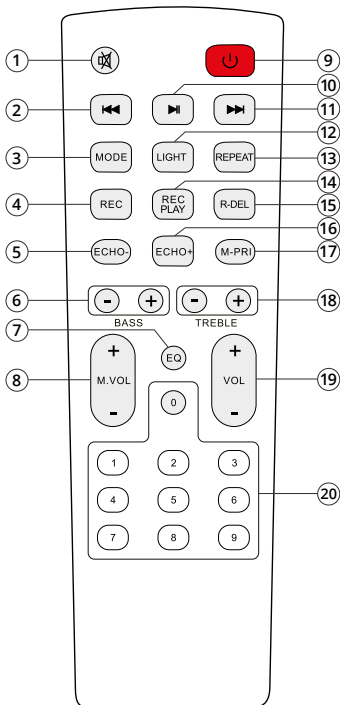 1 9
10
2 11
12
3 MODE LIGHT REPEAT 13
14
4 REC REC PLAY R-DEL 15
16
5 ECHO- ECHO+ M-PRI 17
6 - + - + 18
BASS TREBLE
7 EQ
+ +
8 M.VOL VOL 19
- -
0
1 2 3
4 5 6 20
7 8 9